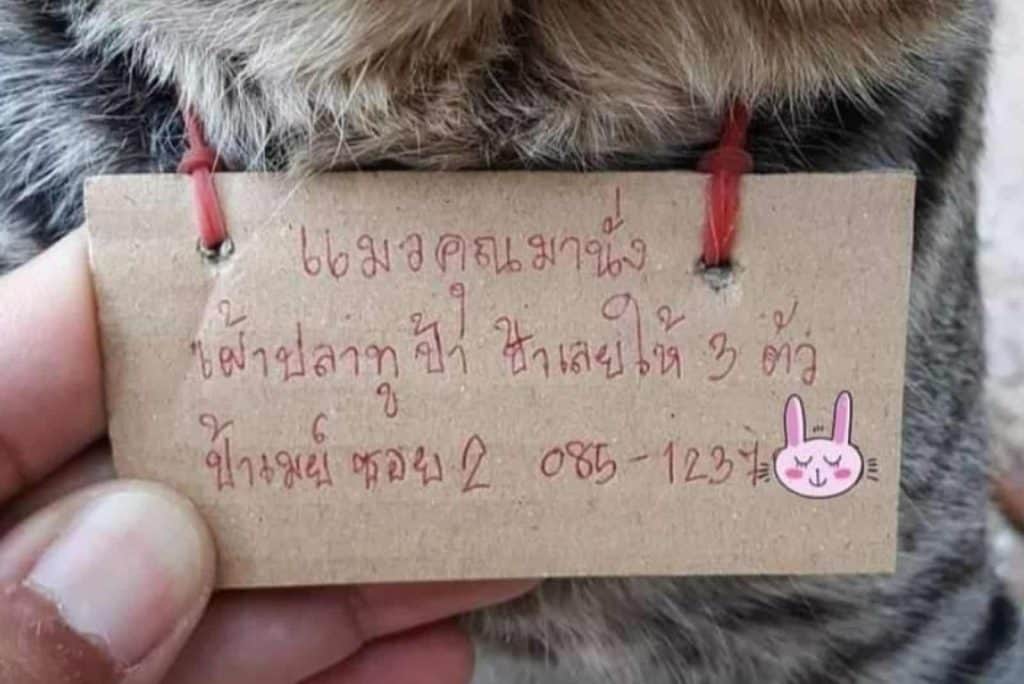 แมวคุณมานั่ง
เฝ้าปลาทูป้า ป้าเลยให้ 3 ตัว
ป้าเมย์ ซอย 2 085-1237